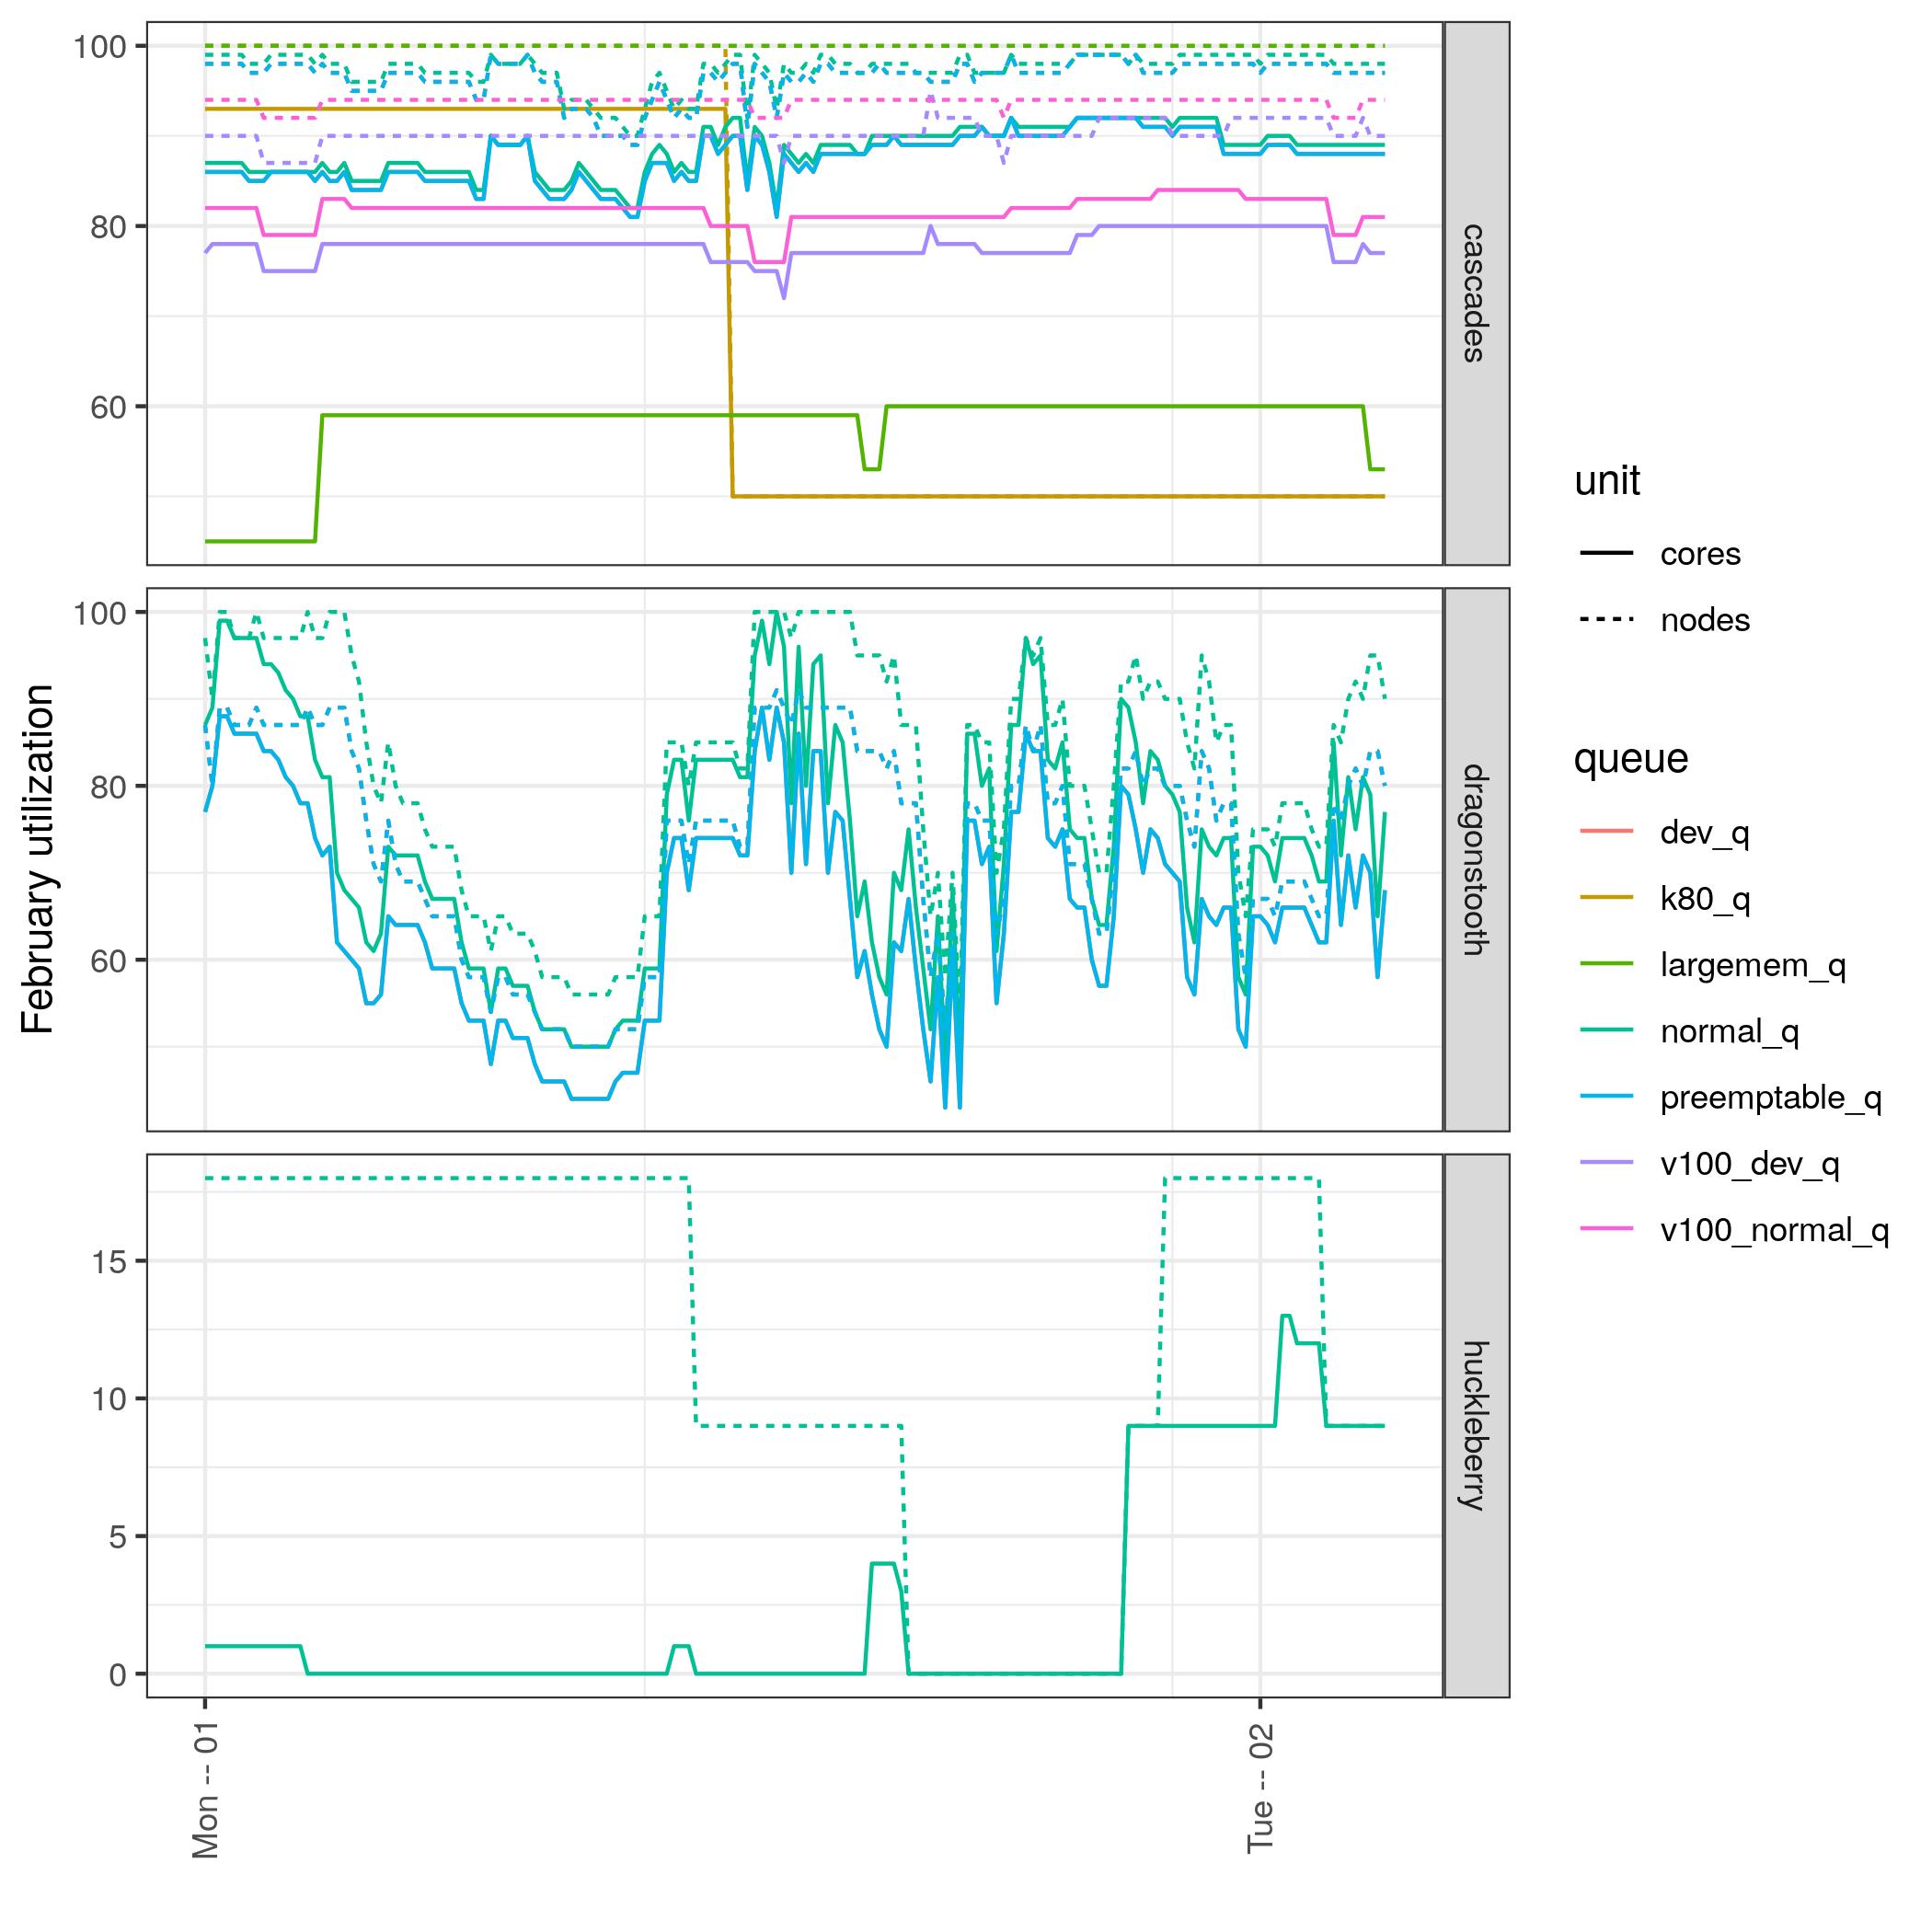 100
80
60
cascades
100
80
60
dragonstooth
15
10
5
0
huckleberry
February utilization
Mon -- 01
Tue -- 02
unit
cores
nodes
queue
dev_q
k80_q
largemem_q
normal_q
preemptable_q
v100_dev_q
v100_normal_q